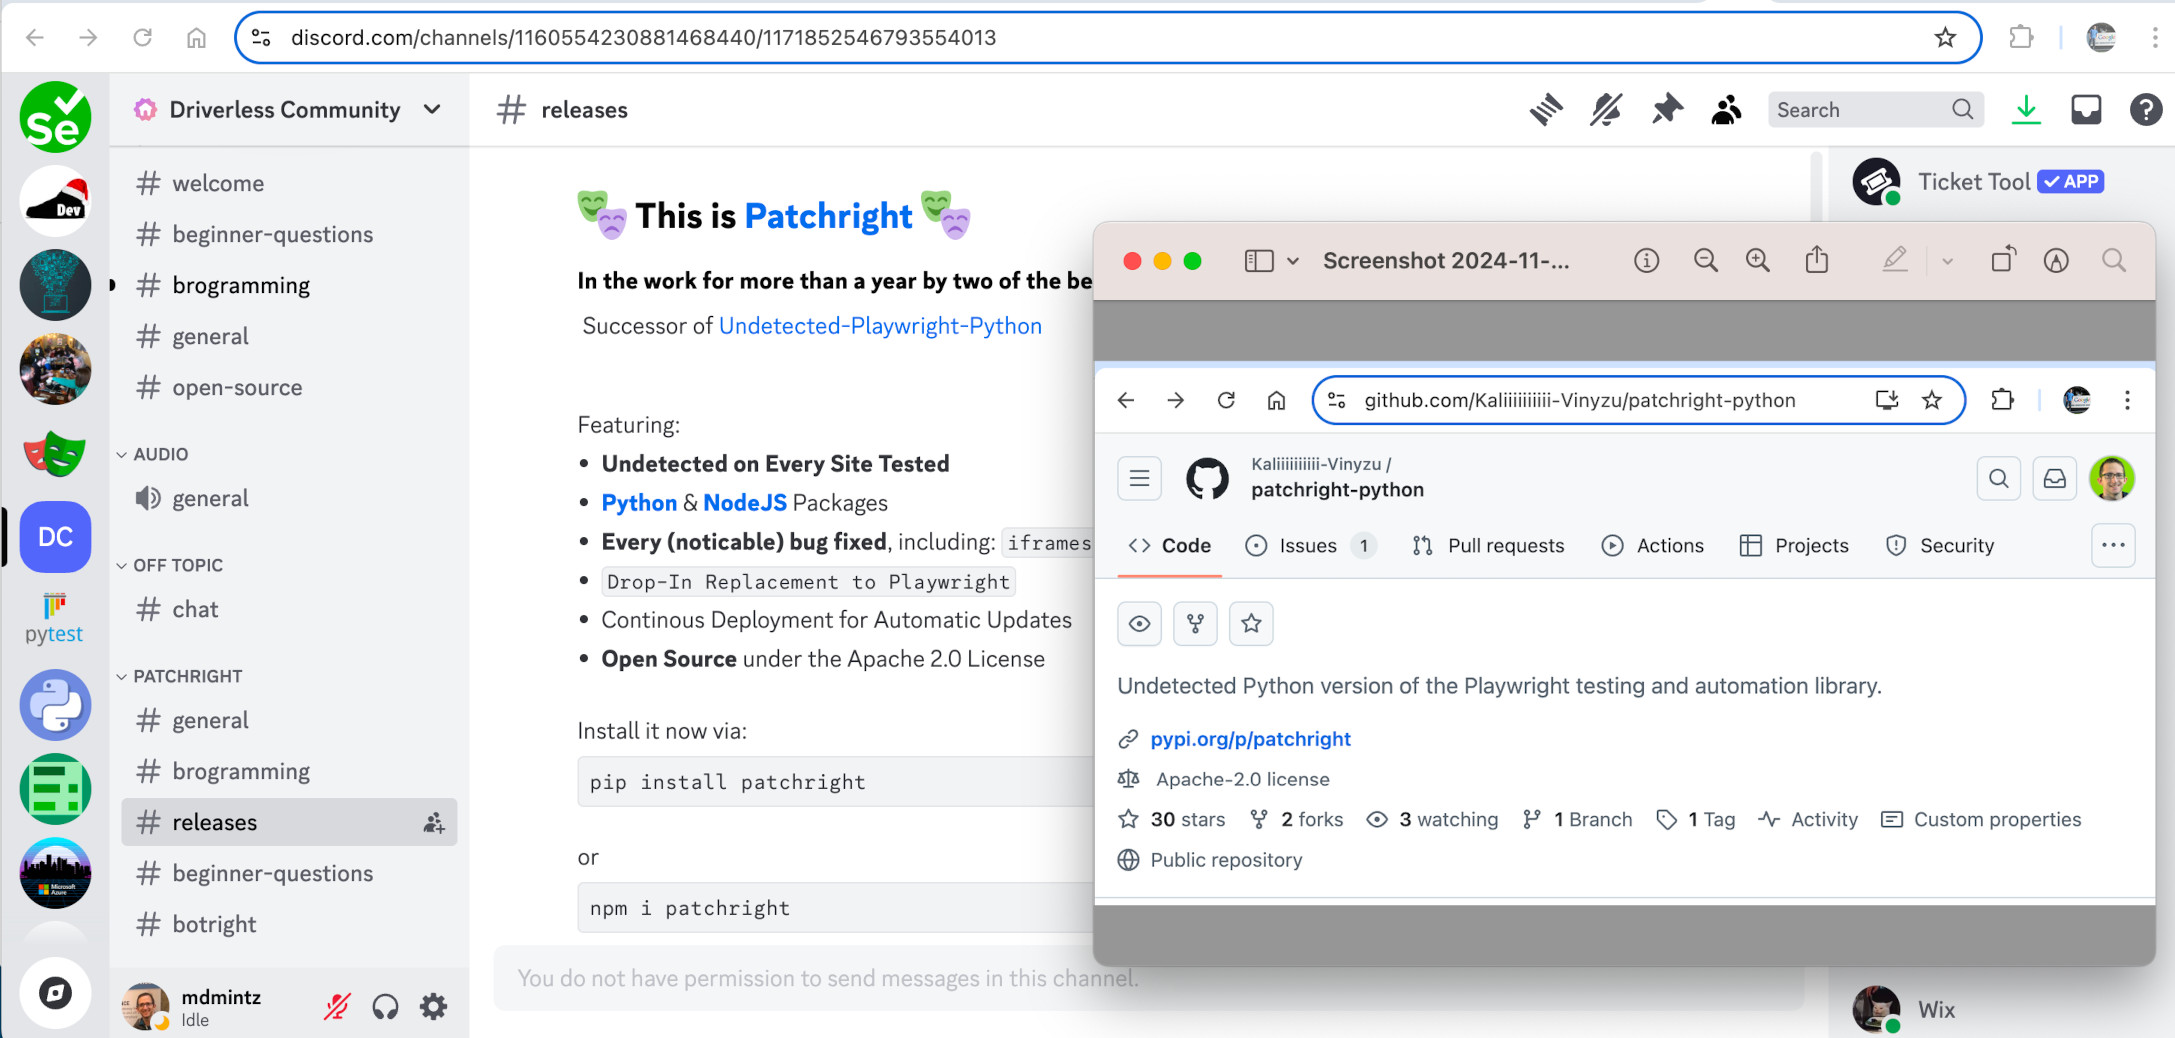 discord.com/channels/1160554230881468440/1171852546793554013
Se
Dev
DC
pytest
Microsoft
Azure
Driverless Community
welcome
beginner-questions
brogramming
general
open-source
AUDIO
general
OFF TOPIC
chat
PATCHRIGHT
general
brogramming
releases
beginner-questions
botright
mdmintz
Idle
# releases
Search
This is Patchright
In the work for more than a year by two of the be
Successor of Undetected-Playwright-Python
Featuring:
• Undetected on Every Site Tested
• Python & NodeJS Packages
• Every (noticable) bug fixed, including: iframes
• Drop-In Replacement to Playwright
• Continous Deployment for Automatic Updates
• Open Source under the Apache 2.0 License
Install it now via:
pip install patchright
or
npm i patchright
You do not have permission to send messages in this channel.
Ticket Tool APP
Wix
Screenshot 2024-11-...
github.com/Kaliiiiiiiiii-Vinyzu/patchright-python
Kaliiiiiiiiii-Vinyzu /
patchright-python
Code Issues 1 Pull requests Actions Projects Security
Undetected Python version of the Playwright testing and automation library.
pypi.org/p/patchright
Apache-2.0 license
30 stars 2 forks 3 watching 1 Branch 1 Tag Activity Custom properties
Public repository